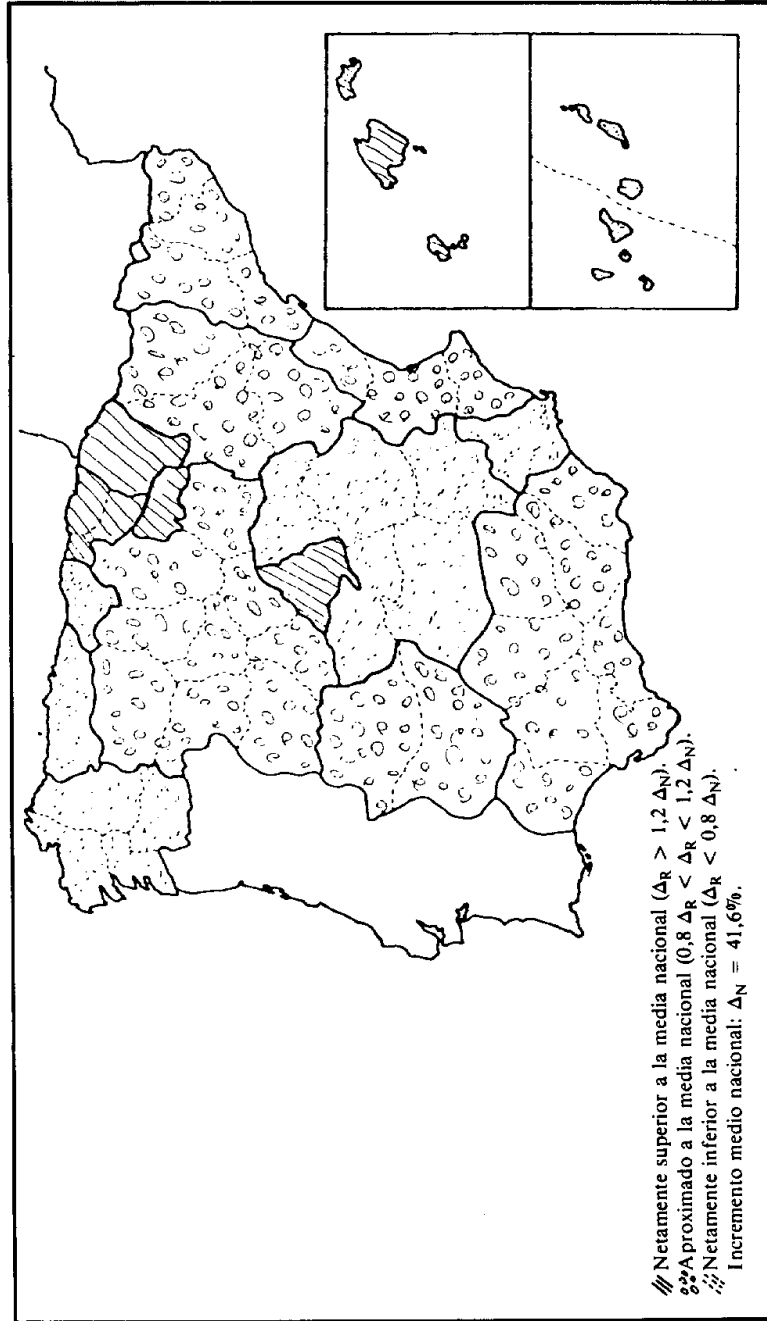 Netamente superior a la media nacional (Δ_R > 1,2 Δ_N).
Aproximado a la media nacional (0,8 Δ_R < Δ_R < 1,2 Δ_N).
Netamente inferior a la media nacional (Δ_R < 0,8 Δ_N).
Incremento medio nacional: Δ_N = 41,6%.